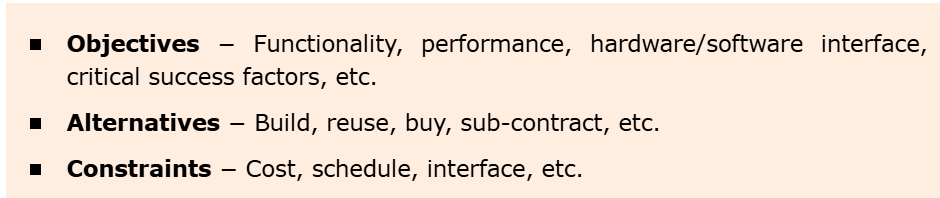 ▪ Objectives – Functionality, performance, hardware/software interface,
critical success factors, etc.
▪ Alternatives – Build, reuse, buy, sub-contract, etc.
▪ Constraints – Cost, schedule, interface, etc.